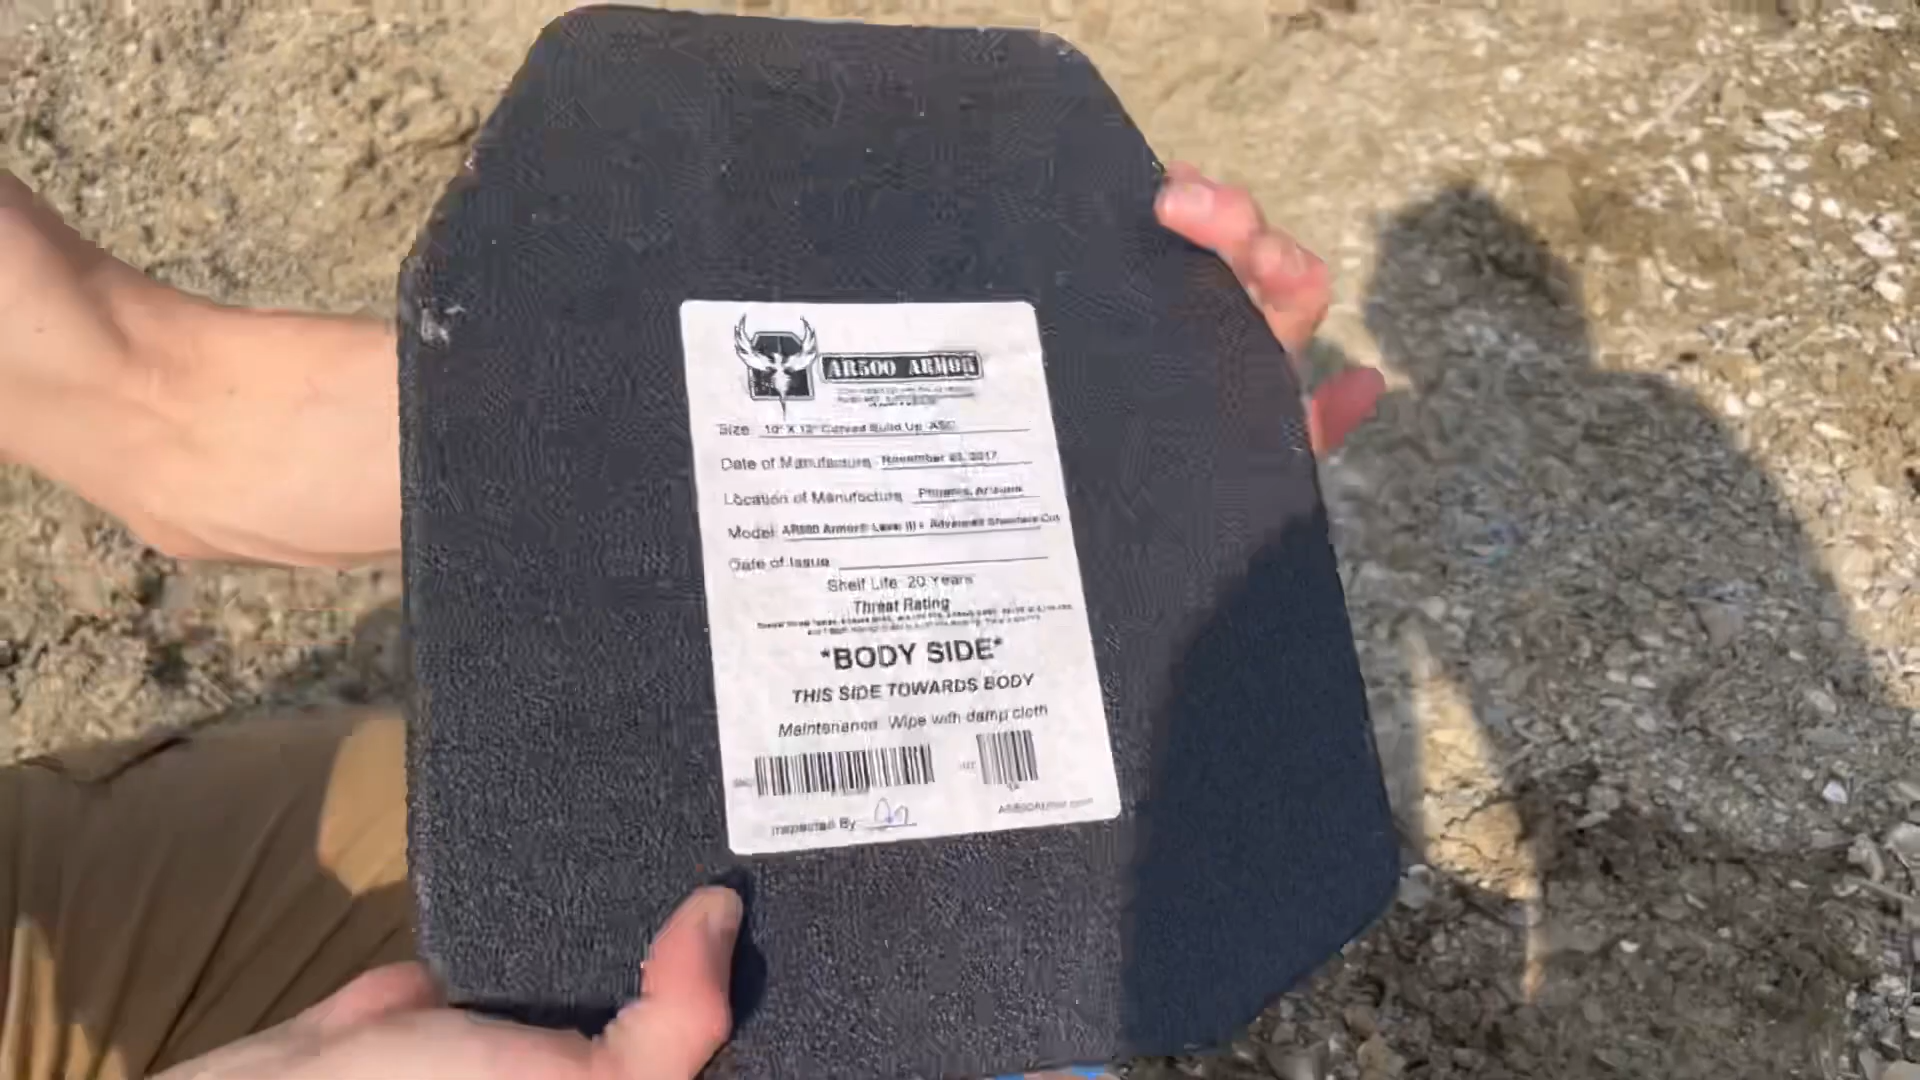 AR500 ARMOR
Size: 10" X 12" Curved Build Up ASC
Date of Manufacture November 2017
Location of Manufacture Phoenix, Arizona
Model: AR500 Armor® Level III+ Advanced Shooters Cut
Date of Issue
Shelf Life: 20 Years
Threat Rating
*BODY SIDE*
THIS SIDE TOWARDS BODY
Maintenance: Wipe with damp cloth
Inspected By
AR500Armor.com